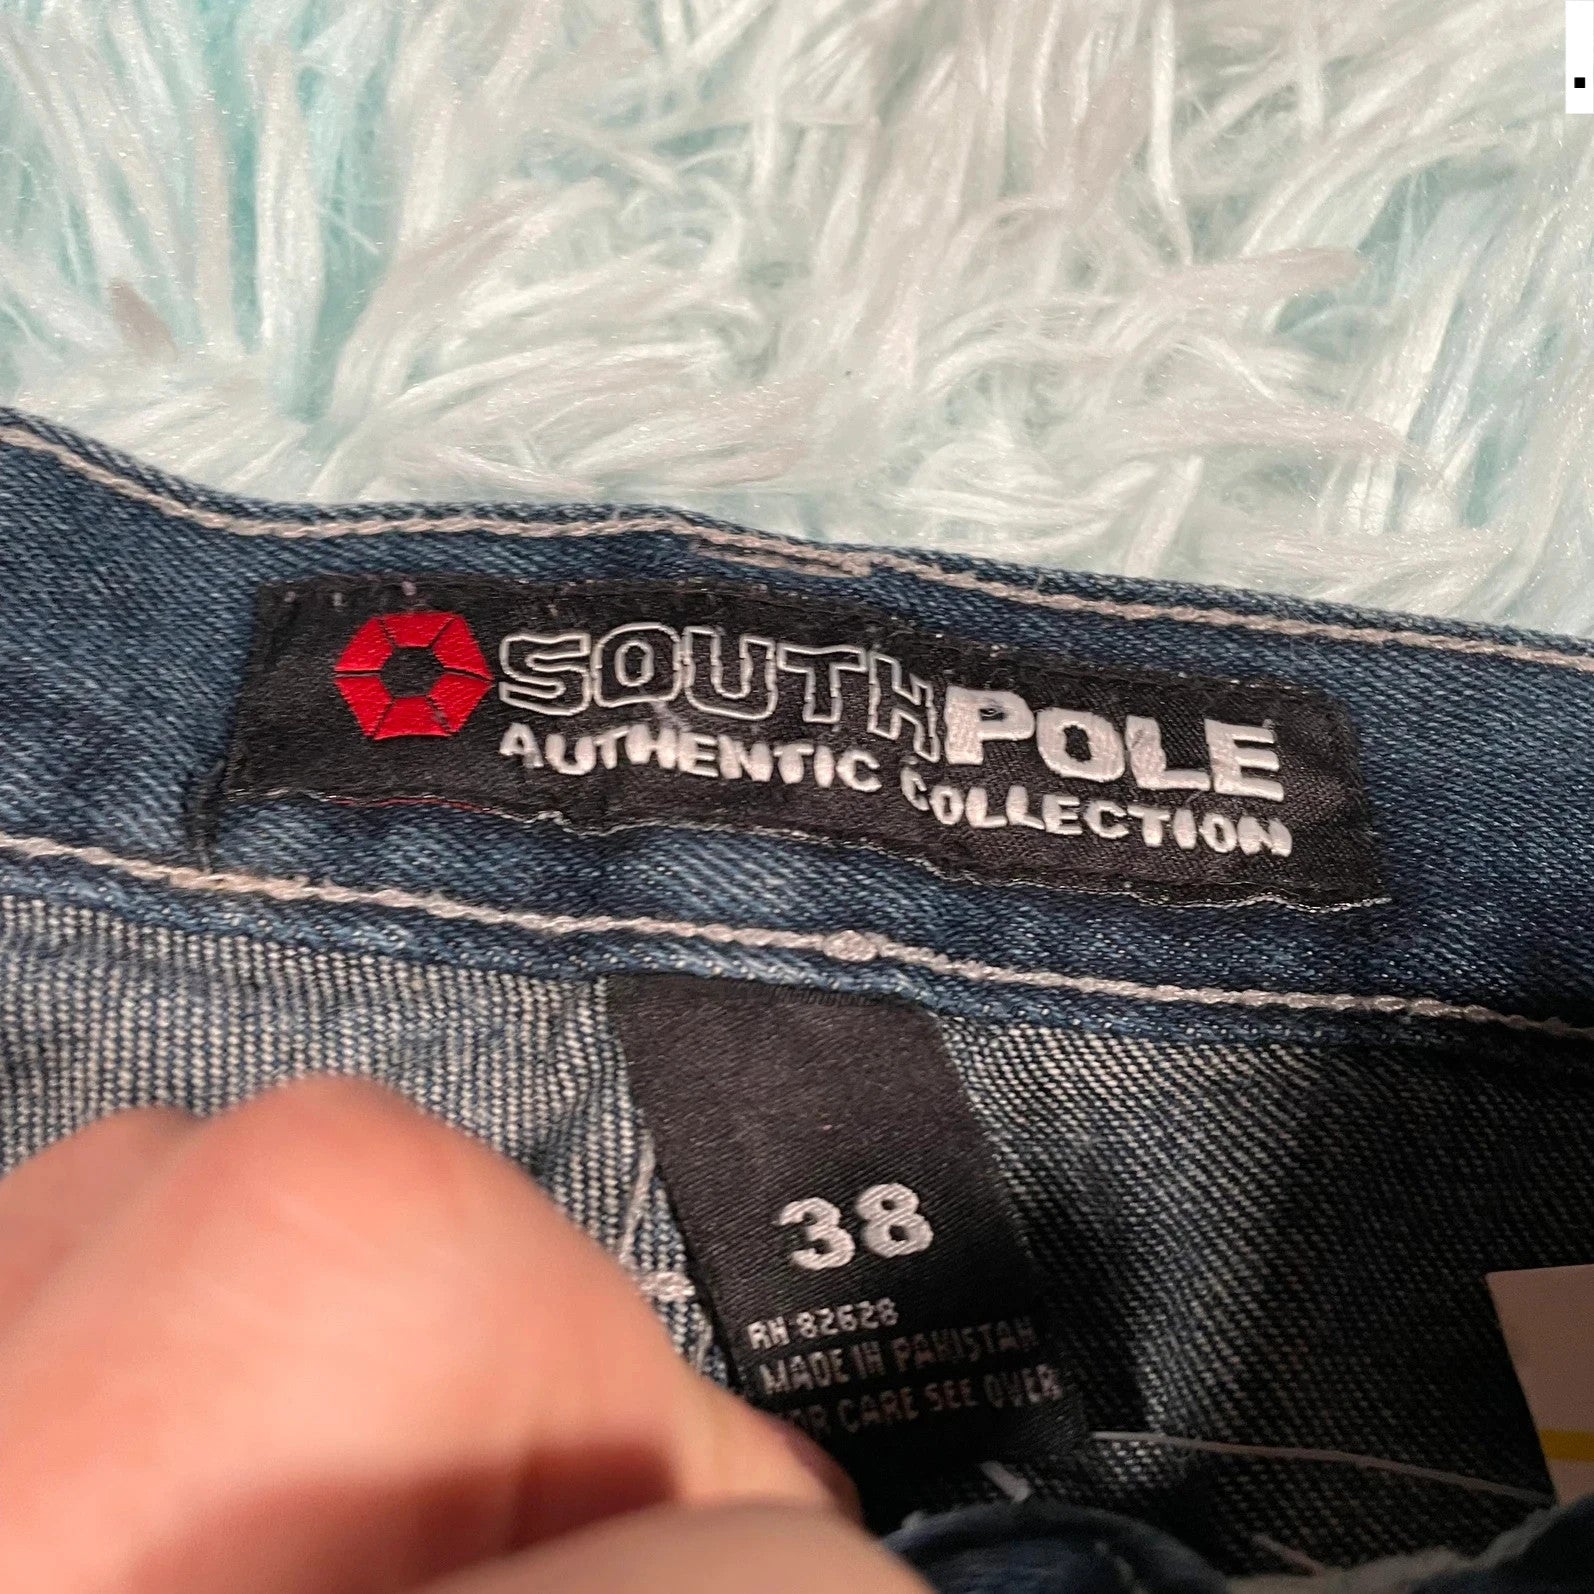 SOUTHPOLE
AUTHENTIC COLLECTION
38
RN 82628
MADE IN PAKISTAN
FOR CARE SEE OVER